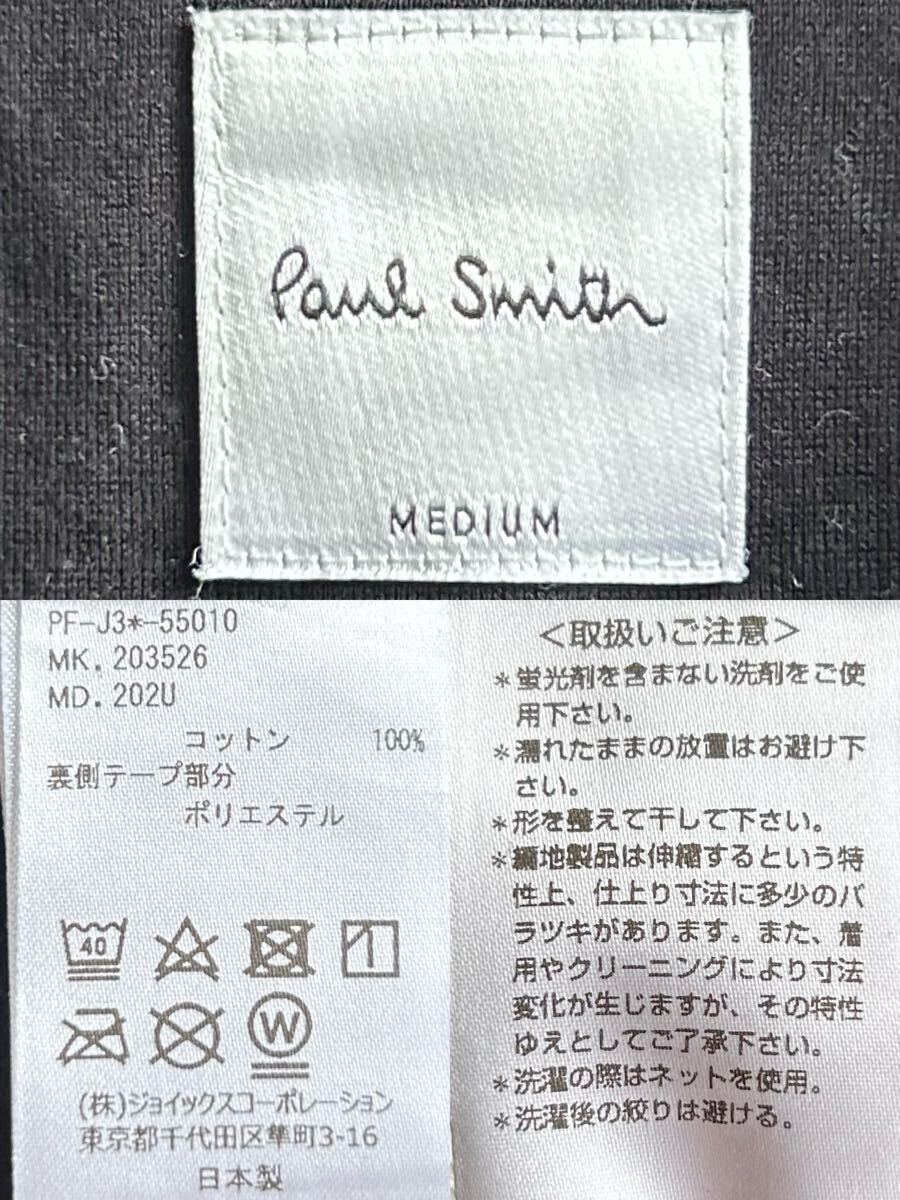 Paul Smith
MEDIUM
PF-J3*-55010
MK. 203526
MD. 202U
コットン 100%
裏側テープ部分
ポリエステル
40
W
(株)ジョイックスコーポレーション
東京都千代田区隼町3-16
日本製
<取扱いご注意>
*蛍光剤を含まない洗剤をご使
用下さい。
*濡れたままの放置はお避け下
さい。
*形を整えて干して下さい。
*編地製品は伸縮するという特
性上、仕上り寸法に多少のバ
ラツキがあります。また、着
用やクリーニングにより寸法
変化が生じますが、その特性
ゆえとしてご了承下さい。
*洗濯の際はネットを使用。
*洗濯後の絞りは避ける。